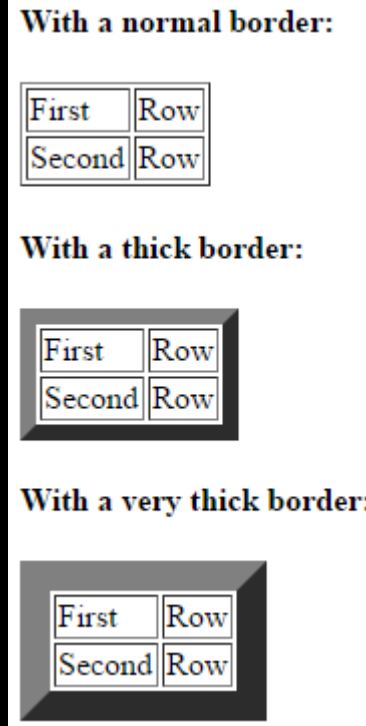 With a normal border:
First Row
Second Row
With a thick border:
First Row
Second Row
With a very thick border:
First Row
Second Row